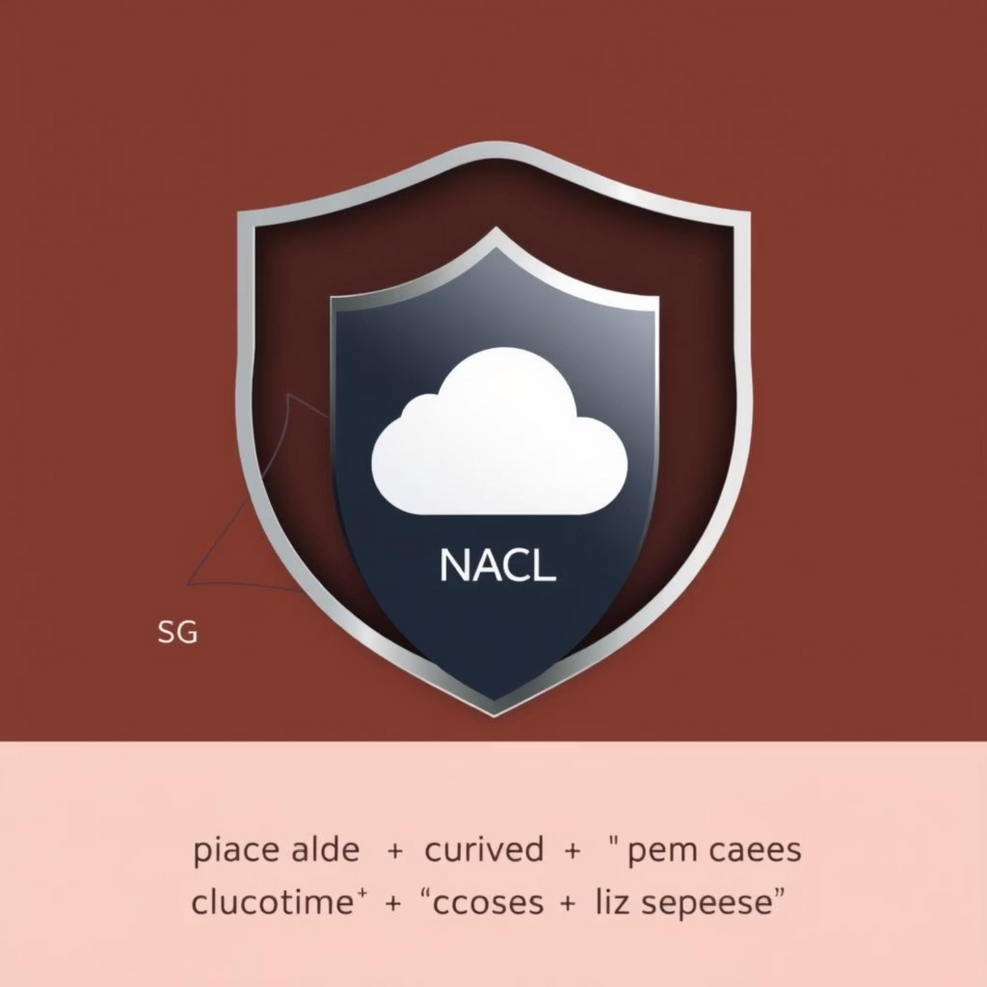 NACL
SG
piace alde + curived + "pem caees
clucotime⁺ + “ccoses + liz sepeese”